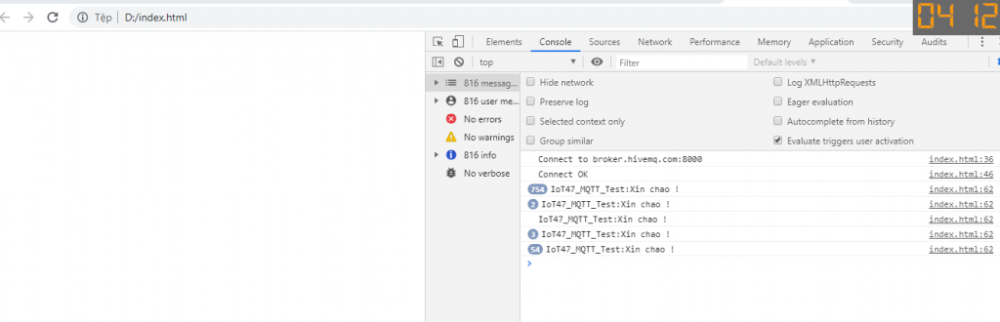 Tệp | D:/index.html
04 12
Elements Console Sources Network Performance Memory Application Security Audits
top Filter Default levels ▼
816 messag...
816 user me...
No errors
No warnings
816 info
No verbose
Hide network Log XMLHttpRequests
Preserve log Eager evaluation
Selected context only Autocomplete from history
Group similar Evaluate triggers user activation
Connect to broker.hivemq.com:8000 index.html:36
Connect OK index.html:46
754 IoT47_MQTT_Test:Xin chao ! index.html:62
2 IoT47_MQTT_Test:Xin chao ! index.html:62
IoT47_MQTT_Test:Xin chao ! index.html:62
3 IoT47_MQTT_Test:Xin chao ! index.html:62
54 IoT47_MQTT_Test:Xin chao ! index.html:62